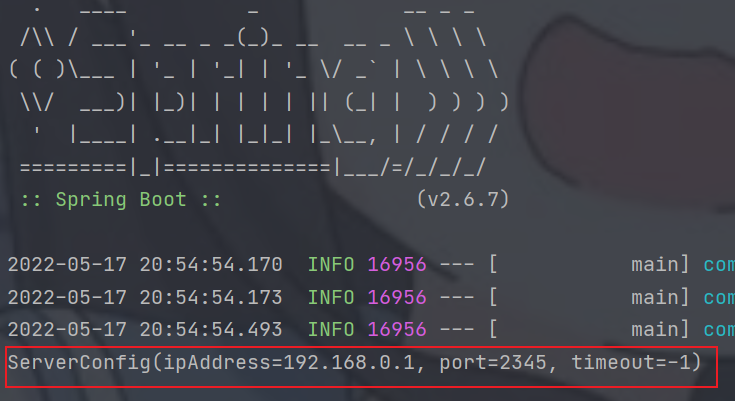 .   ____          _            __ _ _
 /\\ / ___'_ __ _ _(_)_ __  __ _ \ \ \ \
( ( )\___ | '_ | '_| | '_ \/ _` | \ \ \ \
 \\/  ___)| |_)| | | | | || (_| |  ) ) ) )
  '  |____| .__|_| |_|_| |_\__, | / / / /
 =========|_|==============|___/=/_/_/_/
 :: Spring Boot ::                (v2.6.7)
2022-05-17 20:54:54.170  INFO 16956 --- [           main] com
2022-05-17 20:54:54.173  INFO 16956 --- [           main] com
2022-05-17 20:54:54.493  INFO 16956 --- [           main] com
ServerConfig(ipAddress=192.168.0.1, port=2345, timeout=-1)